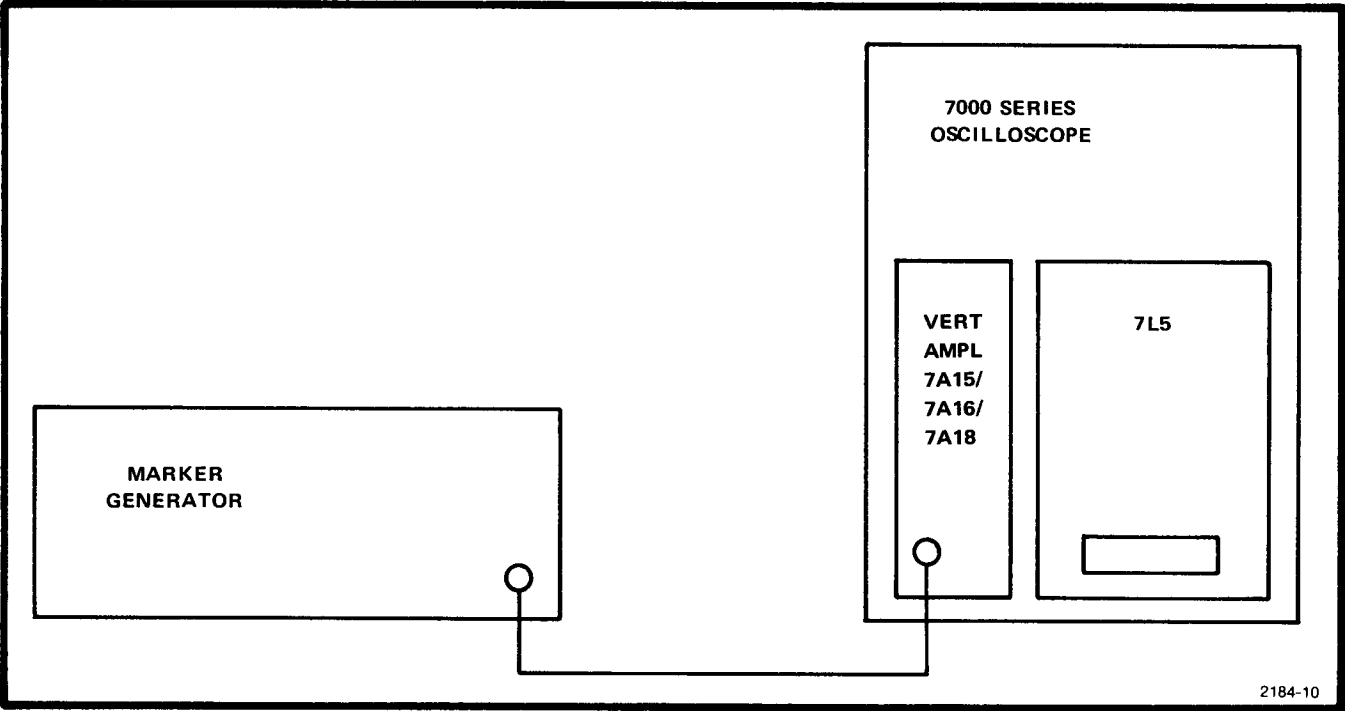 7000 SERIES
OSCILLOSCOPE
VERT
AMPL
7A15/
7A16/
7A18
7L5
MARKER
GENERATOR
2184-10